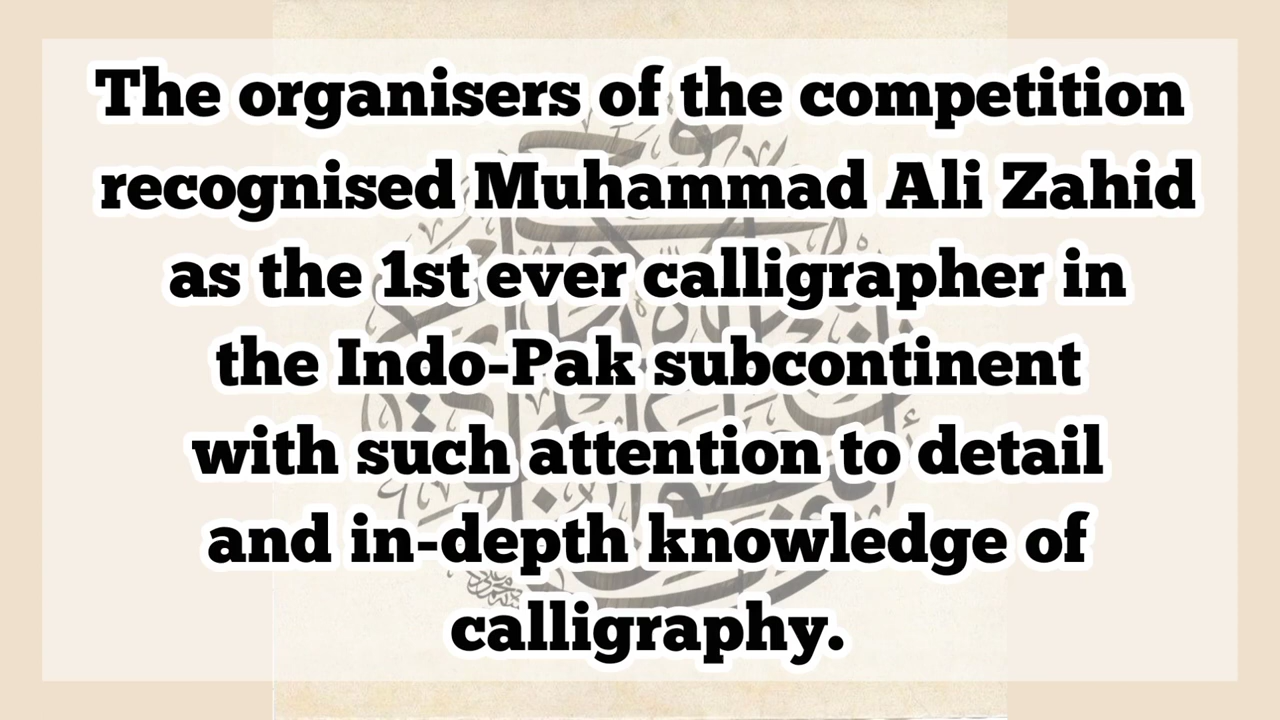 The organisers of the competition
recognised Muhammad Ali Zahid
as the 1st ever calligrapher in
the Indo-Pak subcontinent
with such attention to detail
and in-depth knowledge of
calligraphy.